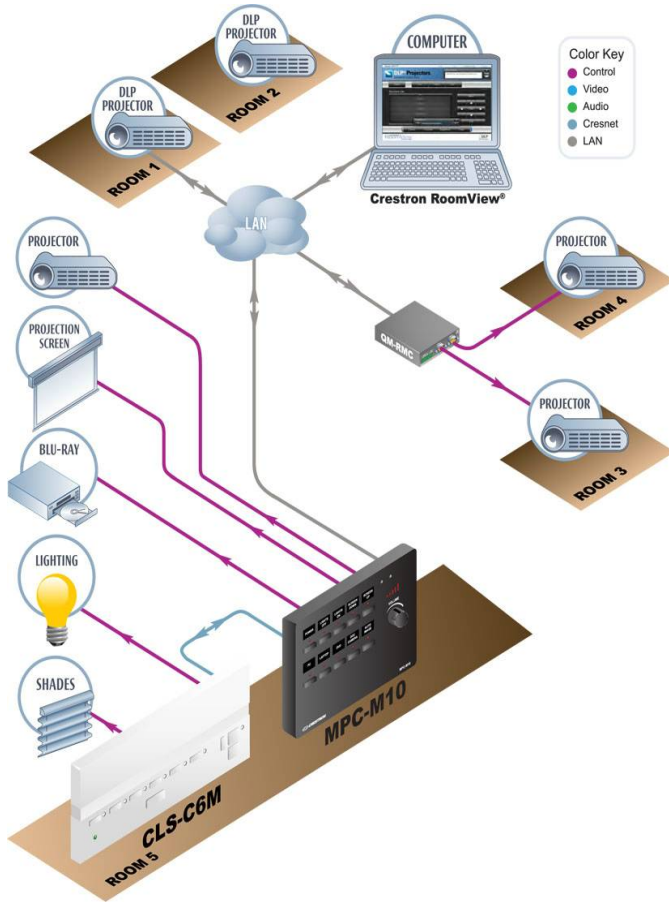 DLP
PROJECTOR
ROOM 2
DLP
PROJECTOR
ROOM 1
COMPUTER
DLP® Projectors
Crestron RoomView®
Color Key
Control
Video
Audio
Cresnet
LAN
LAN
PROJECTOR
PROJECTION
SCREEN
BLU-RAY
LIGHTING
SHADES
QM-RMC
PROJECTOR
ROOM 4
PROJECTOR
ROOM 3
MPC-M10
CLS-C6M
ROOM 5